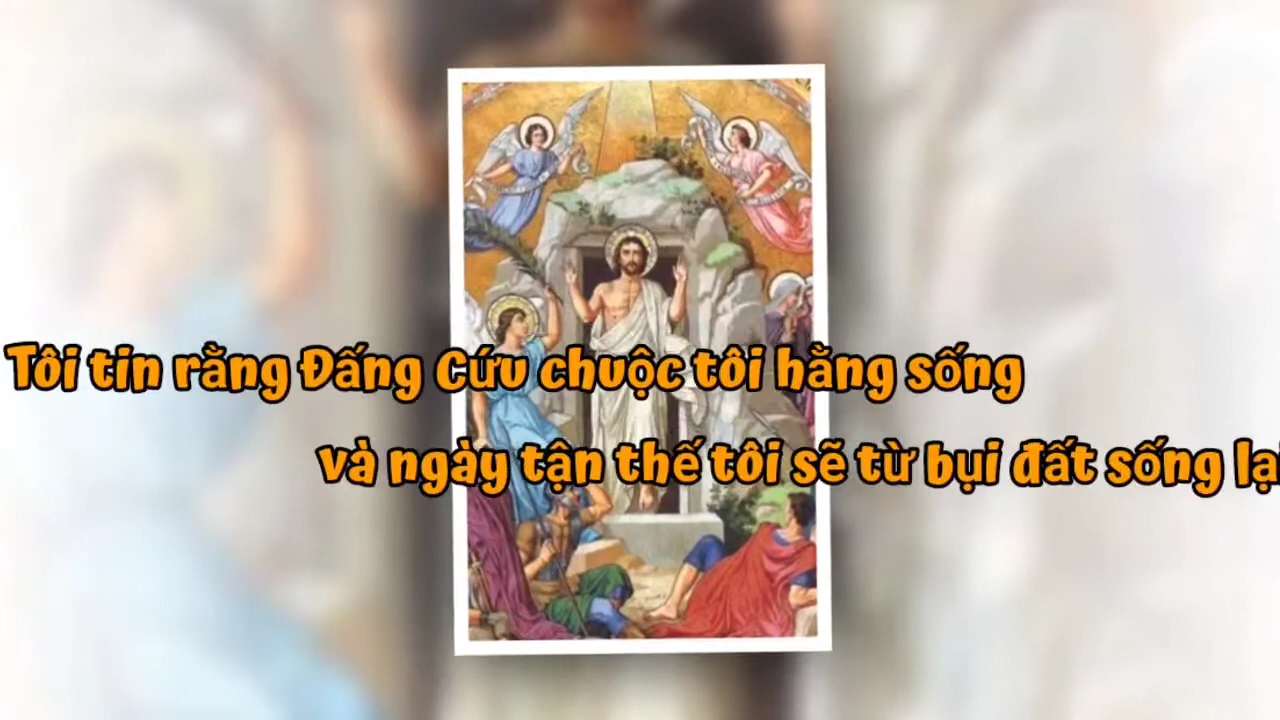 Tôi tin rằng Đấng Cứu chuộc tôi hằng sống
và ngày tận thế tôi sẽ từ bụi đất sống lại